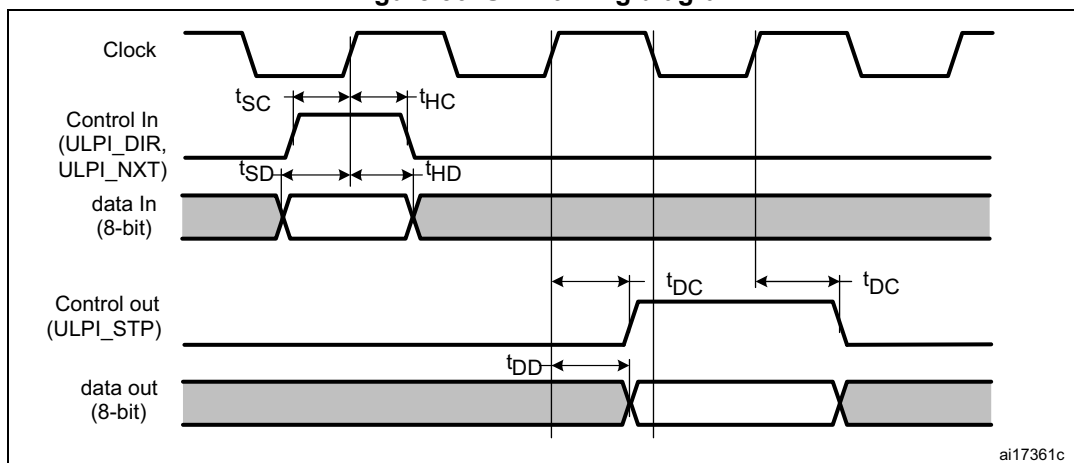 Clock
tSC
tHC
Control In
(ULPI_DIR,
ULPI_NXT)
tSD
tHD
data In
(8-bit)
tDC
tDC
Control out
(ULPI_STP)
tDD
data out
(8-bit)
ai17361c